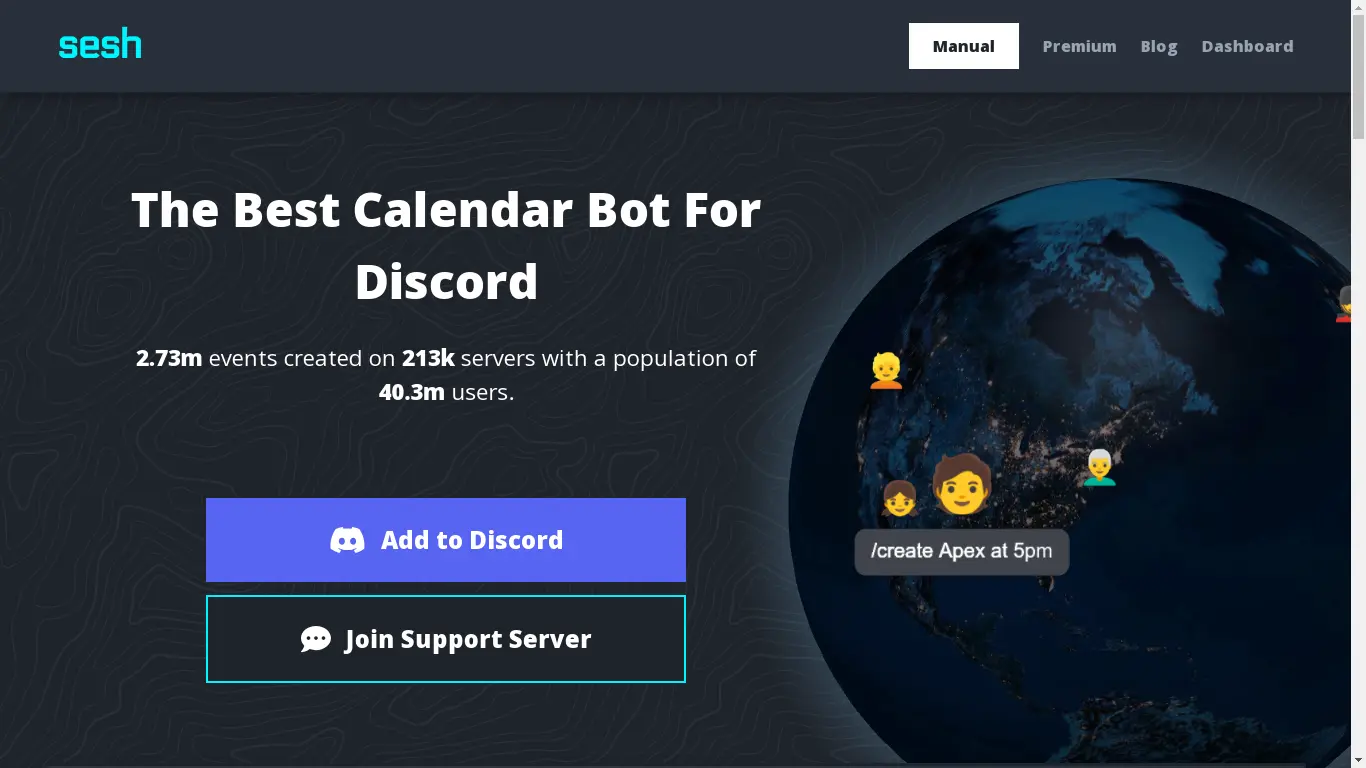 sesh
Manual
Premium
Blog
Dashboard
The Best Calendar Bot For
Discord
2.73m events created on 213k servers with a population of
40.3m users.
Add to Discord
Join Support Server
/create Apex at 5pm